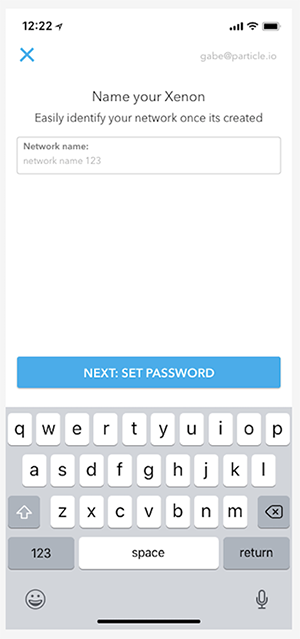 12:22
gabe@particle.io
Name your Xenon
Easily identify your network once its created
Network name:
network name 123
NEXT: SET PASSWORD
q w e r t y u i o p
a s d f g h j k l
z x c v b n m
123 space return